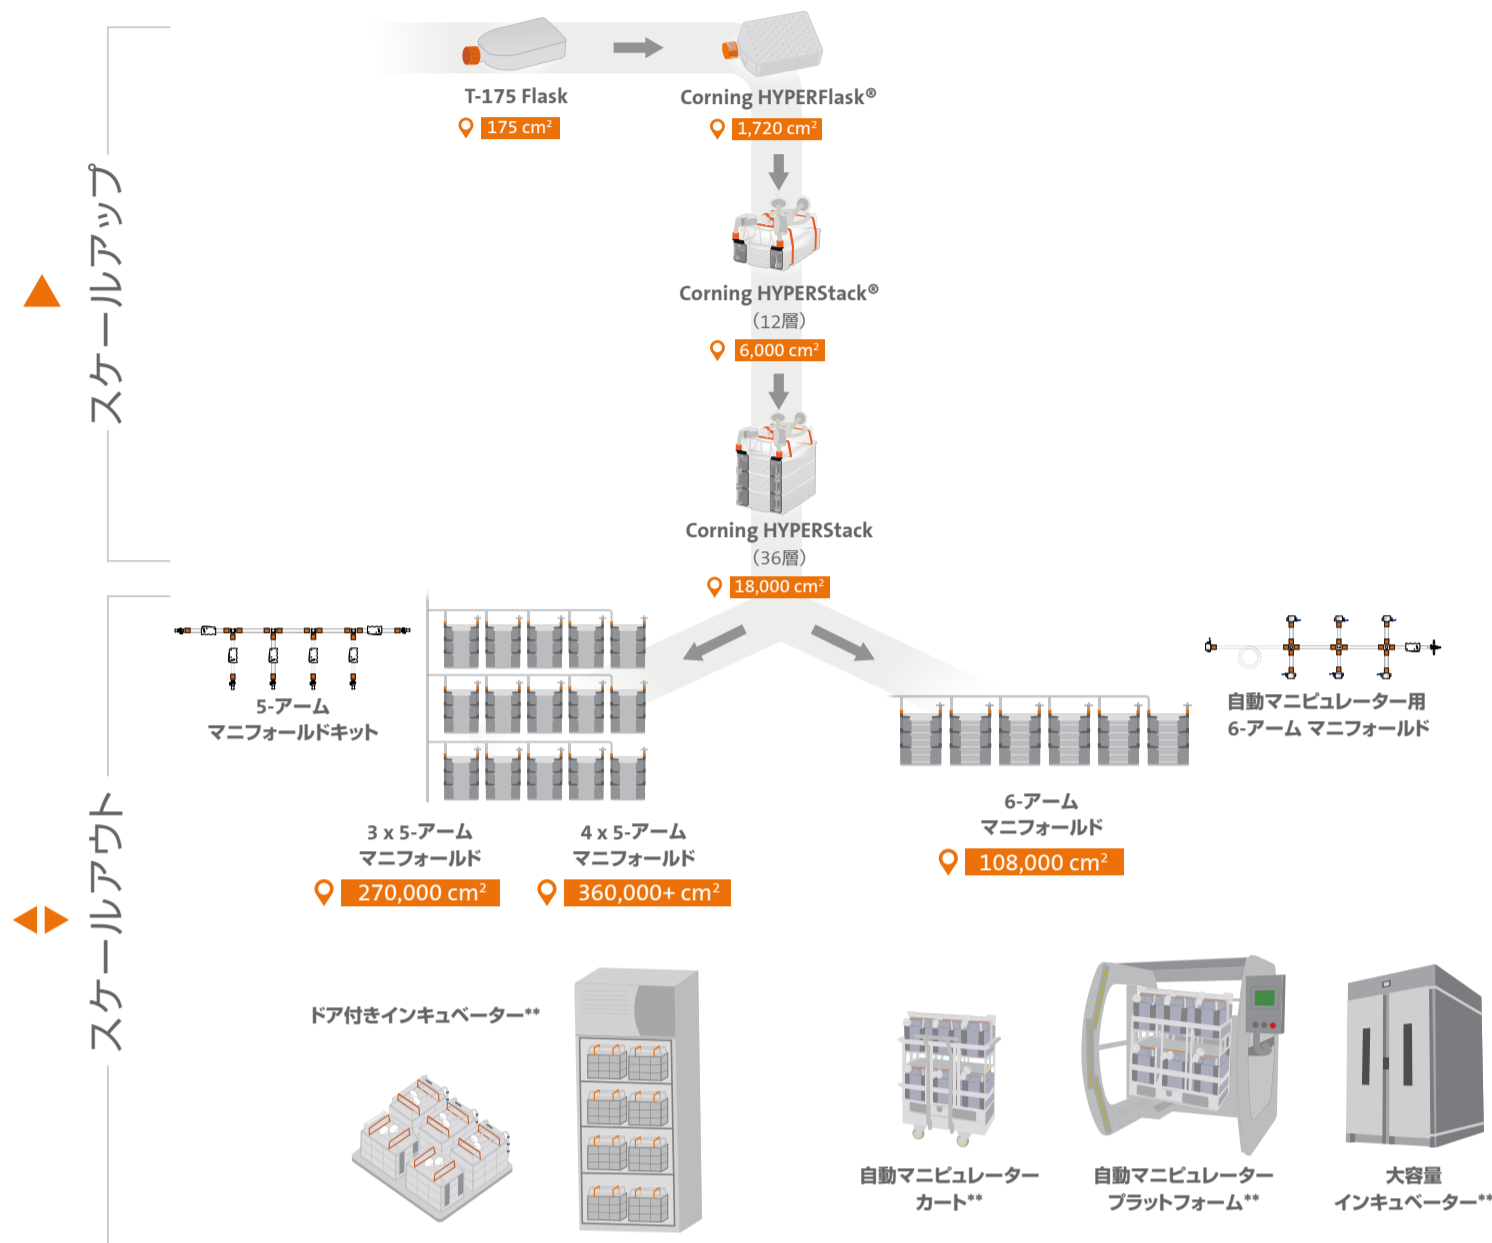 スケールアップ
T-175 Flask
175 cm²
Corning HYPERFlask®
1,720 cm²
Corning HYPERStack®
（12層）
6,000 cm²
Corning HYPERStack
（36層）
18,000 cm²
スケールアウト
5-アーム
マニフォールドキット
3 x 5-アーム
マニフォールド
270,000 cm²
4 x 5-アーム
マニフォールド
360,000+ cm²
自動マニピュレーター用
6-アーム マニフォールド
6-アーム
マニフォールド
108,000 cm²
ドア付きインキュベーター**
自動マニピュレーター
カート**
自動マニピュレーター
プラットフォーム**
大容量
インキュベーター**